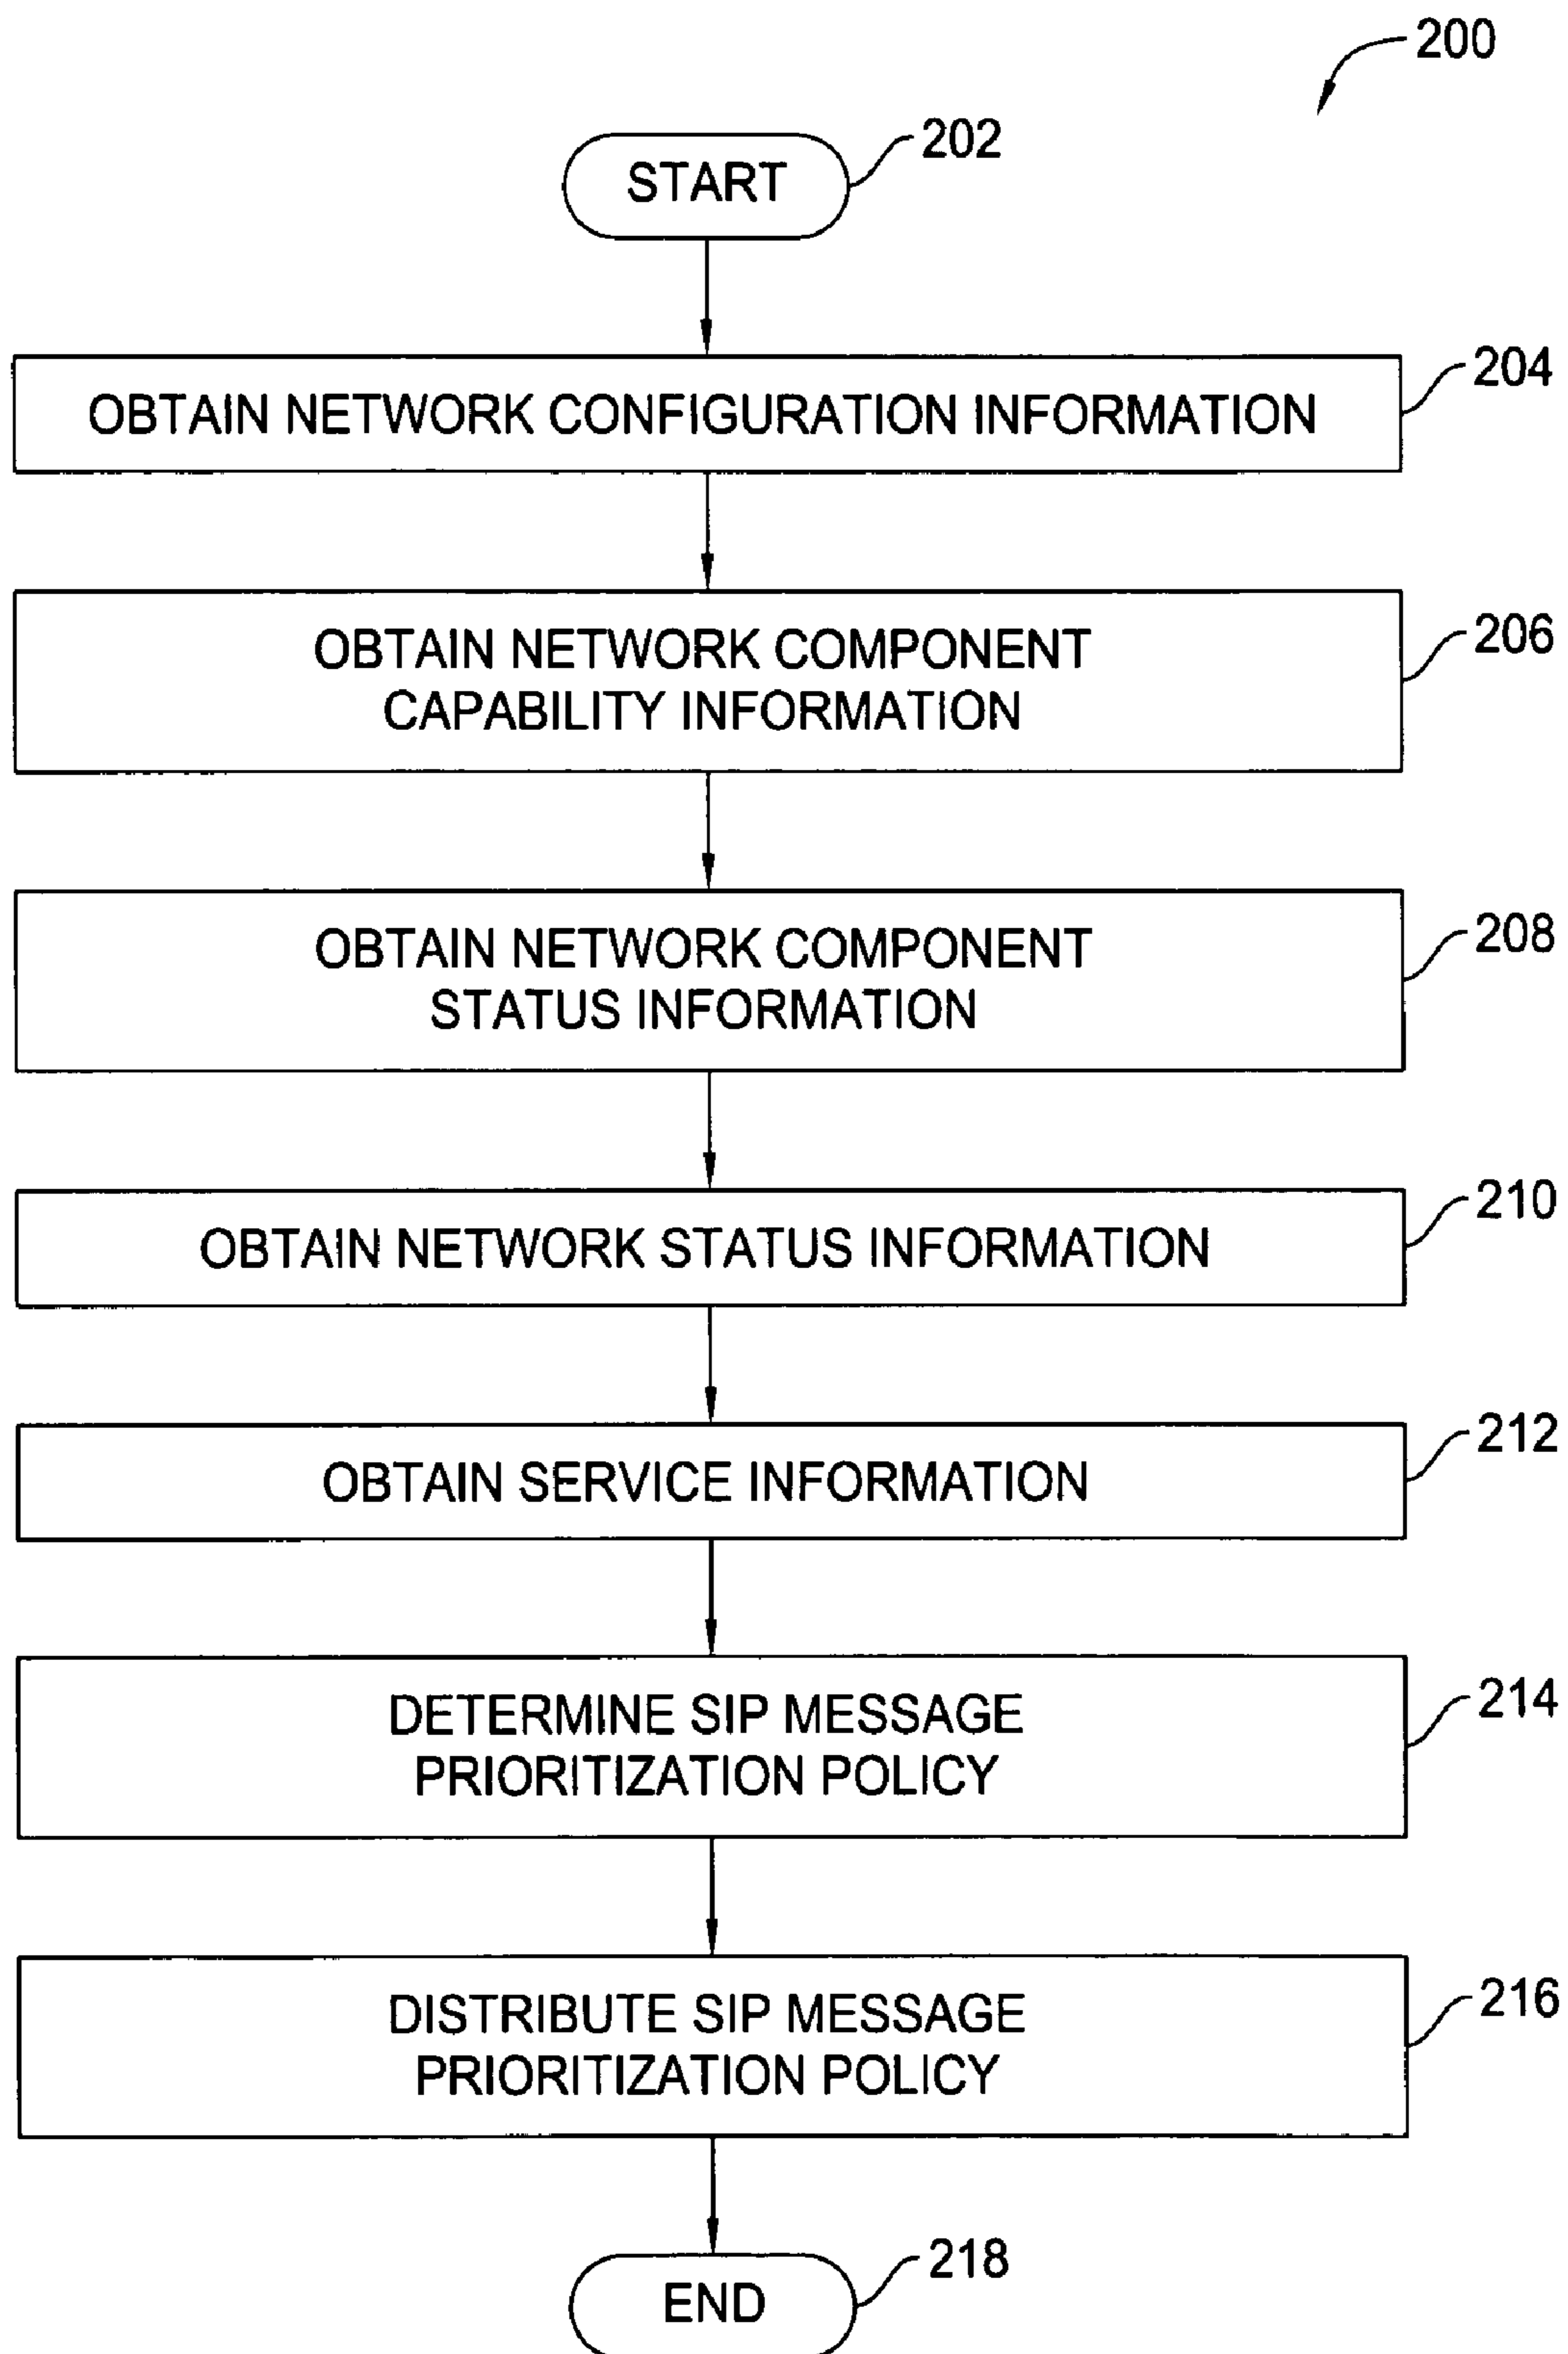 200
START
202
OBTAIN NETWORK CONFIGURATION INFORMATION
204
OBTAIN NETWORK COMPONENT
CAPABILITY INFORMATION
206
OBTAIN NETWORK COMPONENT
STATUS INFORMATION
208
OBTAIN NETWORK STATUS INFORMATION
210
OBTAIN SERVICE INFORMATION
212
DETERMINE SIP MESSAGE
PRIORITIZATION POLICY
214
DISTRIBUTE SIP MESSAGE
PRIORITIZATION POLICY
216
END
218